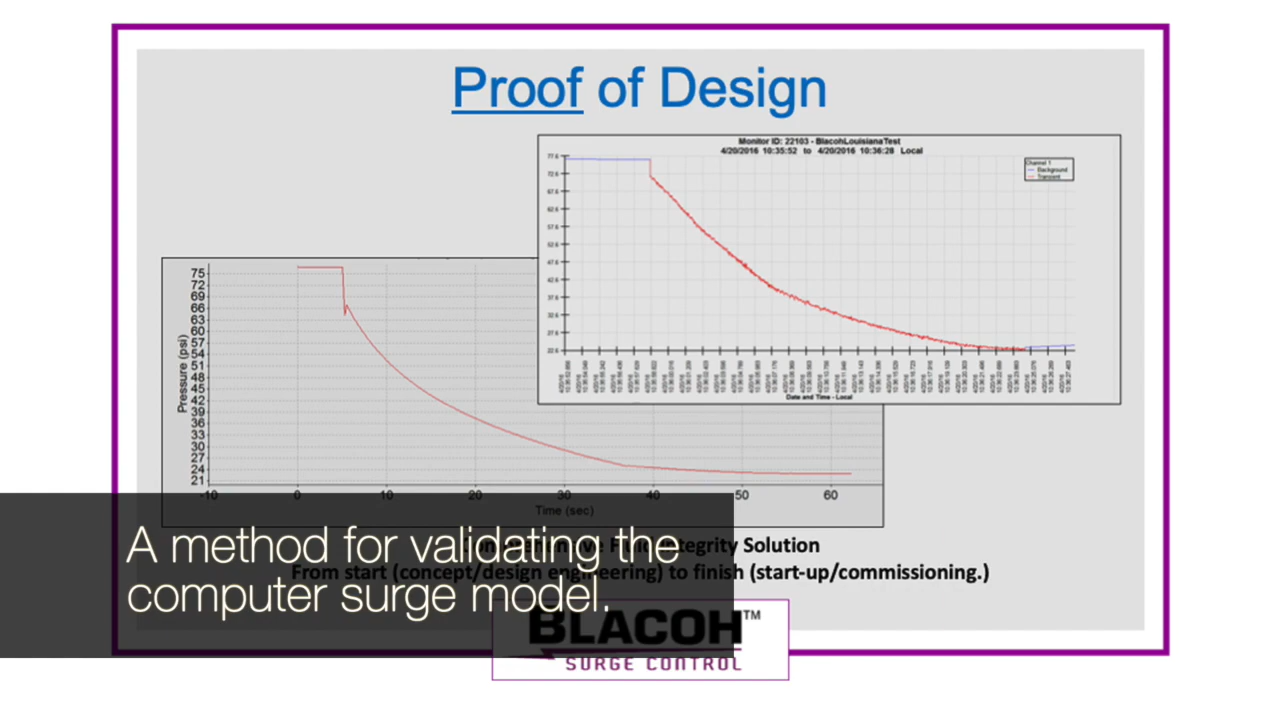 Proof of Design
Monitor ID: 22103 - BlacohLouisianaTest
4/20/2016 10:35:52 to 4/20/2016 10:36:28 Local
Channel 1
Background
Transient
77.6
72.6
67.6
62.6
57.6
52.6
47.6
42.6
37.6
32.6
27.6
22.6
Date and Time - Local
Pressure (psi)
75
72
69
66
63
60
57
54
51
48
45
42
39
36
33
30
27
24
21
-10 0 10 20 30 40 50 60
Time (sec)
A method for validating the
computer surge model.
Comprehensive Fluid Integrity Solution
From start (concept/design engineering) to finish (start-up/commissioning.)
BLACOH™
SURGE CONTROL